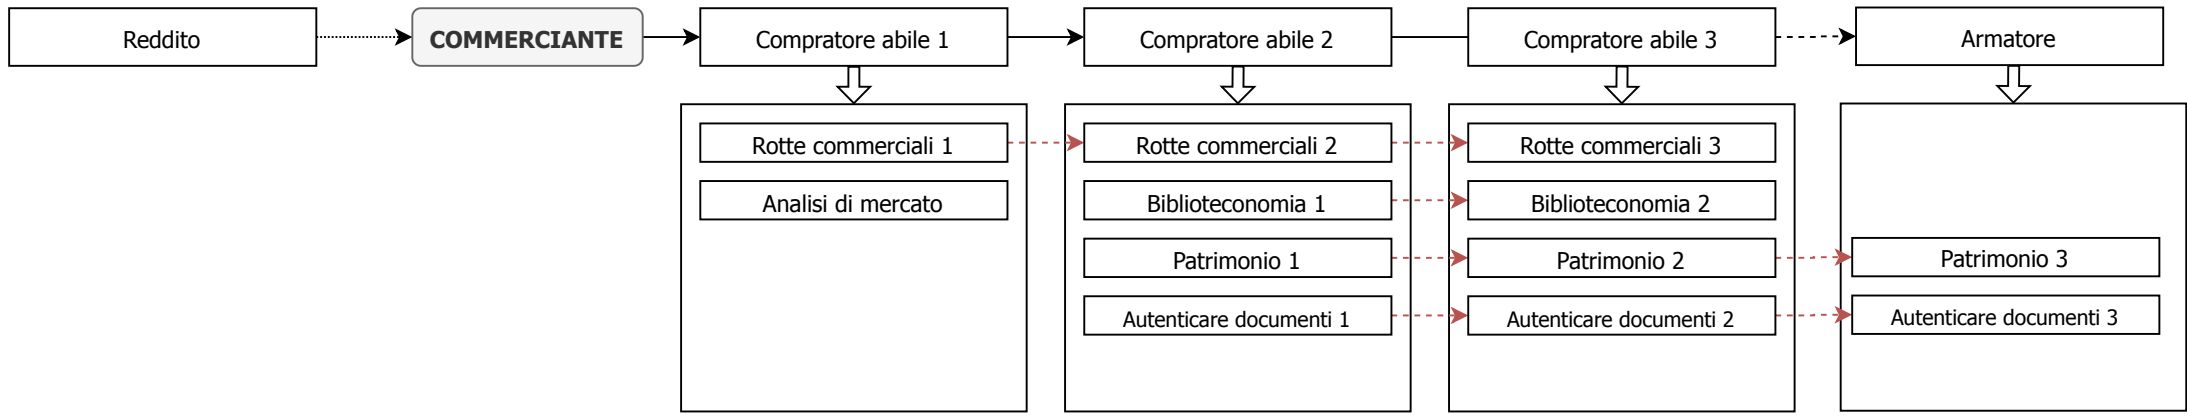 Reddito
COMMERCIANTE
Compratore abile 1
Compratore abile 2
Compratore abile 3
Armatore
Rotte commerciali 1
Rotte commerciali 2
Rotte commerciali 3
Analisi di mercato
Biblioteconomia 1
Biblioteconomia 2
Patrimonio 1
Patrimonio 2
Patrimonio 3
Autenticare documenti 1
Autenticare documenti 2
Autenticare documenti 3